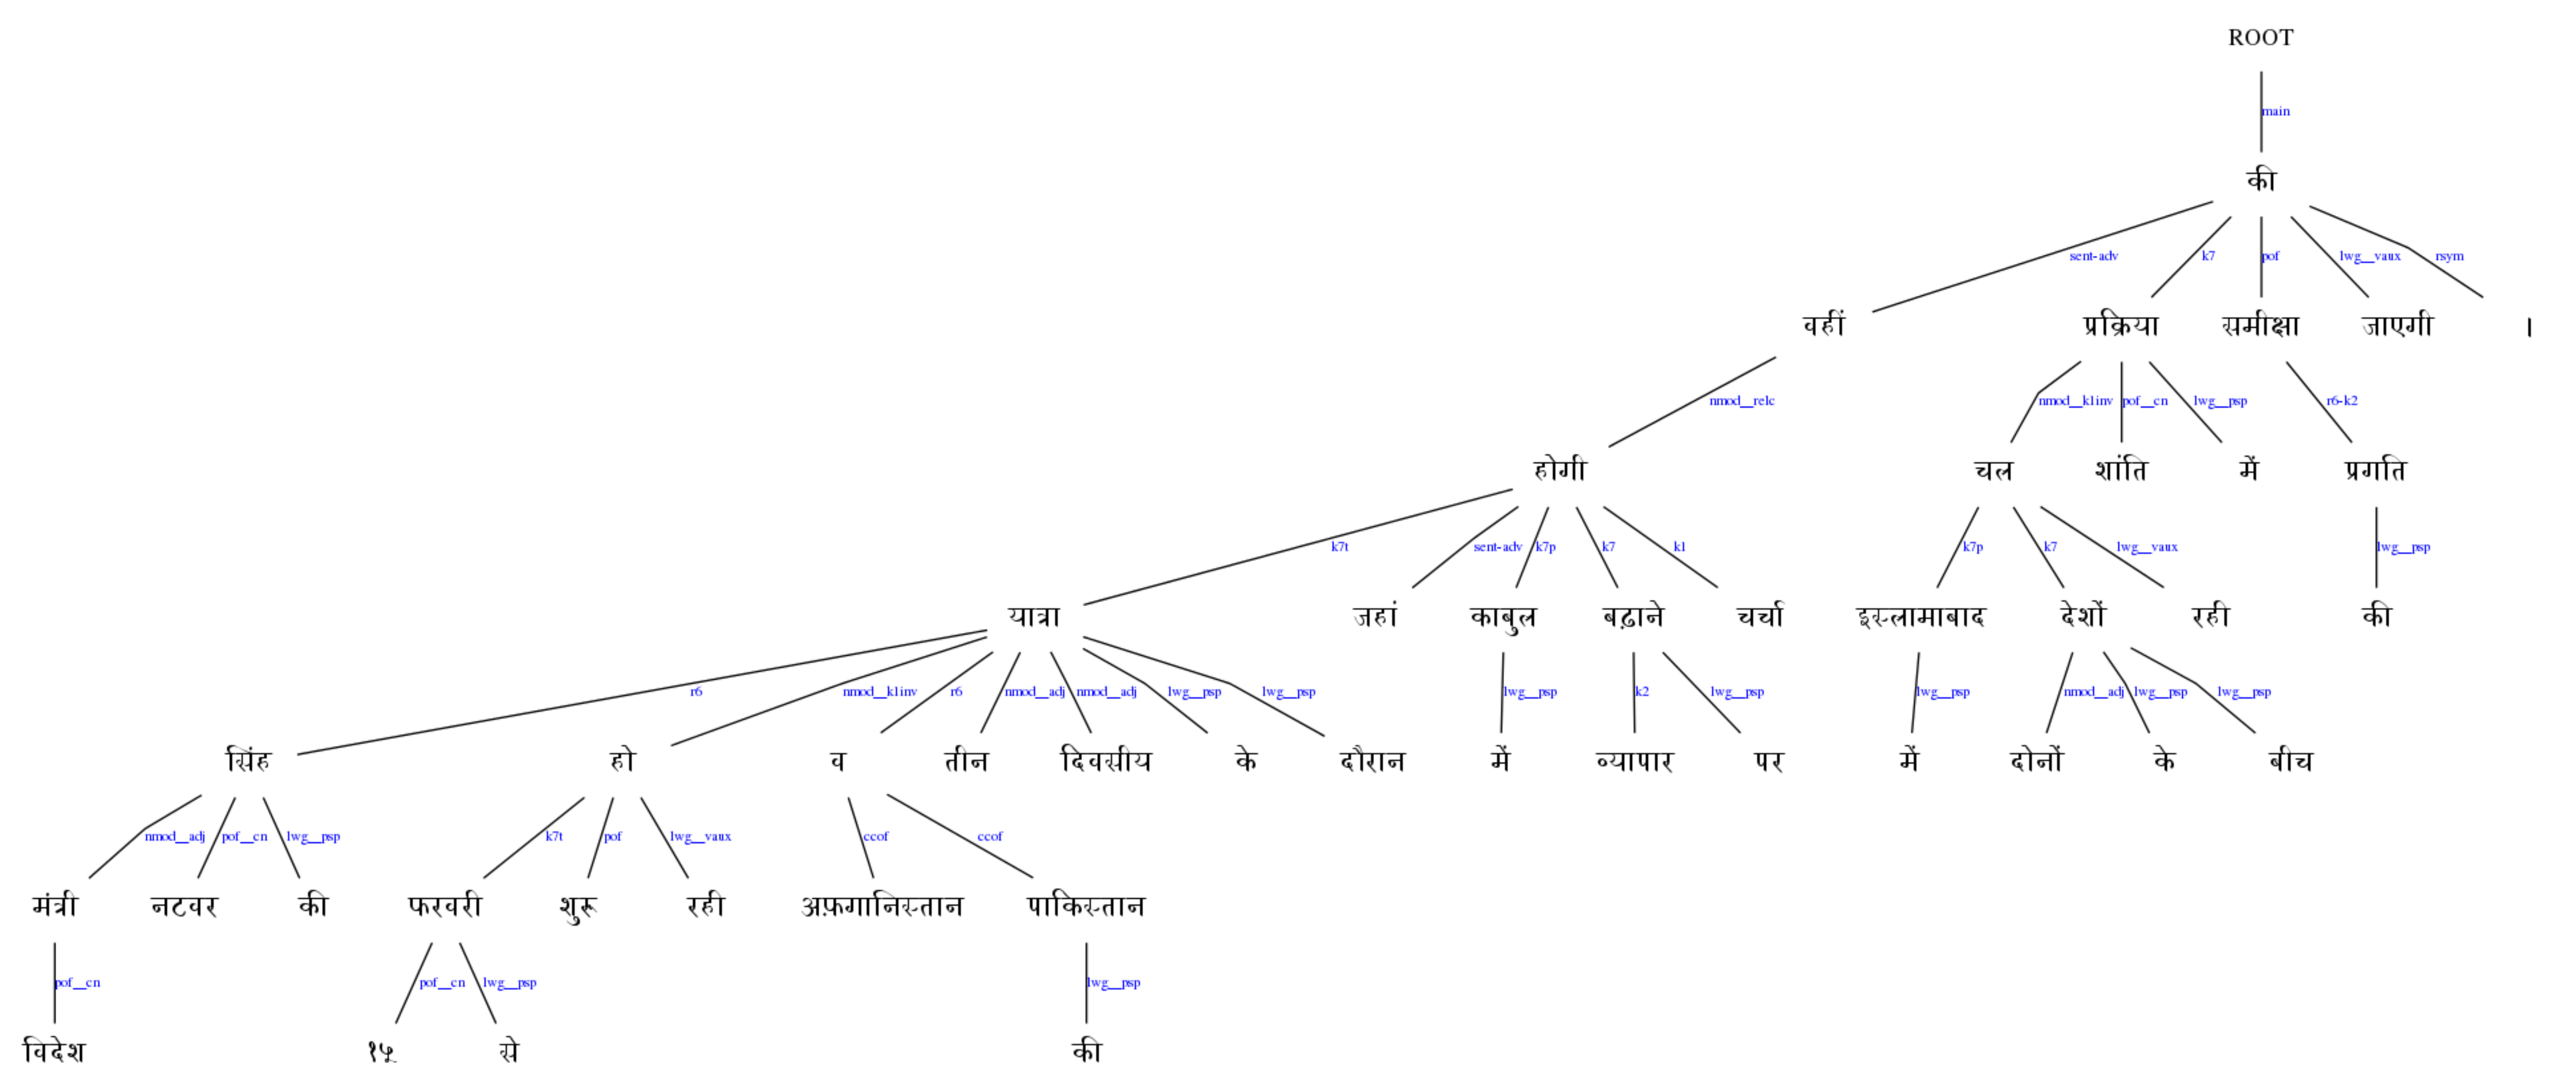 ROOT
main
की
sent-adv k7 pof lwg__vaux rsym
वहीं प्रक्रिया समीक्षा जाएगी ।
nmod__relc nmod__k1inv pof__cn lwg__psp r6-k2
होगी चल शांति में प्रगति
k7t sent-adv k7p k7 k1 k7p k7 lwg__vaux lwg__psp
यात्रा जहां काबुल बढ़ाने चर्चा इस्लामाबाद देशों रही की
r6 nmod__k1inv r6 nmod__adj nmod__adj lwg__psp lwg__psp lwg__psp k2 lwg__psp lwg__psp nmod__adj lwg__psp lwg__psp
सिंह हो व तीन दिवसीय के दौरान में व्यापार पर में दोनों के बीच
nmod__adj pof__cn lwg__psp k7t pof lwg__vaux ccof ccof
मंत्री नटवर की फरवरी शुरू रही अफ़गानिस्तान पाकिस्तान
pof__cn pof__cn lwg__psp lwg__psp
विदेश १५ से की